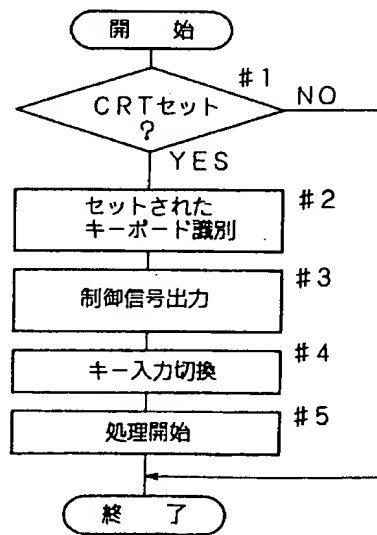 開 始
#1
CRTセット
?
NO
YES
セットされた
キーボード識別
#2
制御信号出力
#3
キー入力切換
#4
処理開始
#5
終 了